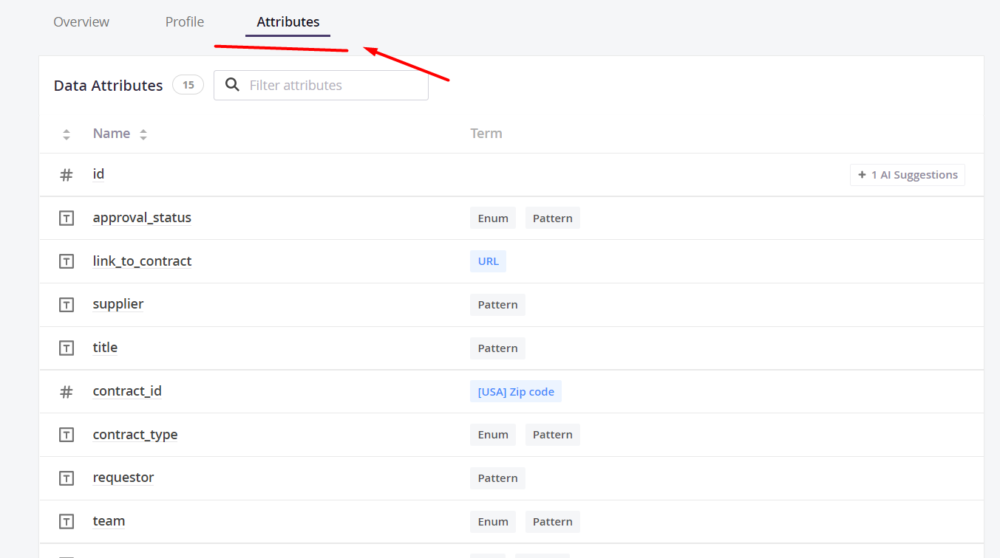 Overview Profile Attributes
Data Attributes 15 Filter attributes
Name Term
# id + 1 AI Suggestions
T approval_status Enum Pattern
T link_to_contract URL
T supplier Pattern
T title Pattern
# contract_id [USA] Zip code
T contract_type Enum Pattern
T requestor Pattern
T team Enum Pattern